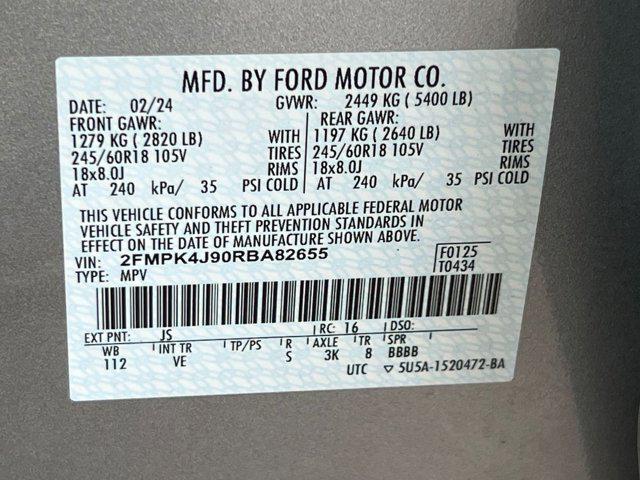 MFD. BY FORD MOTOR CO.
DATE: 02/24 GVWR: 2449 KG ( 5400 LB)
FRONT GAWR: REAR GAWR:
1279 KG ( 2820 LB) WITH 1197 KG ( 2640 LB) WITH
245/60R18 105V TIRES 245/60R18 105V TIRES
18x8.0J RIMS 18x8.0J RIMS
AT 240 kPa/ 35 PSI COLD AT 240 kPa/ 35 PSI COLD
THIS VEHICLE CONFORMS TO ALL APPLICABLE FEDERAL MOTOR
VEHICLE SAFETY AND THEFT PREVENTION STANDARDS IN
EFFECT ON THE DATE OF MANUFACTURE SHOWN ABOVE.
VIN: 2FMPK4J90RBA82655 F0125
TYPE: MPV T0434
EXT PNT: JS RC: 16 DSO:
WB INT TR TP/PS R AXLE TR SPR
112 VE S 3K 8 BBBB
UTC ▽ 5U5A-1520472-BA